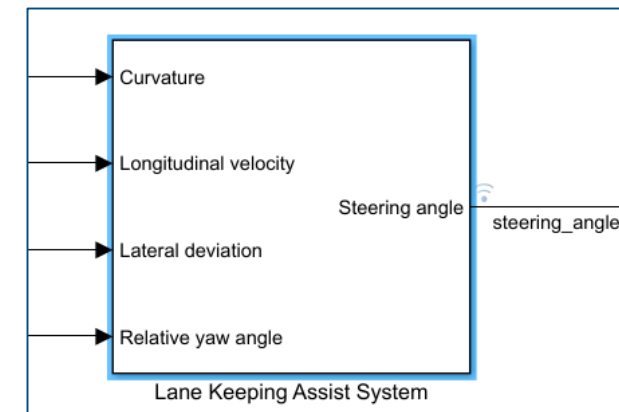 Curvature
Longitudinal velocity
Steering angle
steering_angle
Lateral deviation
Relative yaw angle
Lane Keeping Assist System